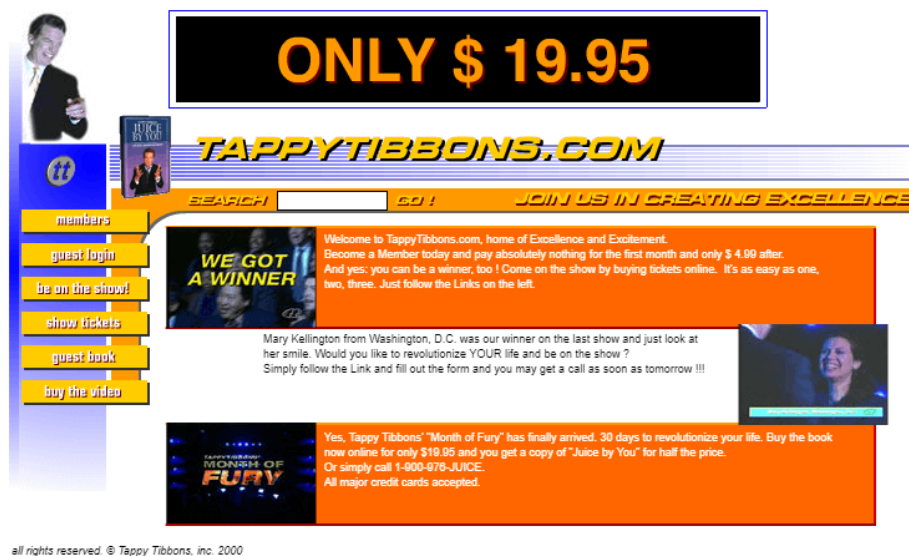 ONLY $ 19.95
JUICE
BY YOU
TAPPYTIBBONS.COM
tt
SEARCH GO ! JOIN US IN CREATING EXCELLENCE
members
guest login
be on the show!
show tickets
guest book
buy the video
WE GOT
A WINNER
Welcome to TappyTibbons.com, home of Excellence and Excitement.
Become a Member today and pay absolutely nothing for the first month and only $ 4.99 after.
And yes: you can be a winner, too ! Come on the show by buying tickets online. It's as easy as one,
two, three. Just follow the Links on the left.
Mary Kellington from Washington, D.C. was our winner on the last show and just look at
her smile. Would you like to revolutionize YOUR life and be on the show ?
Simply follow the Link and fill out the form and you may get a call as soon as tomorrow !!!
TAPPY TIBBONS'
MONTH OF
FURY
Yes, Tappy Tibbons' "Month of Fury" has finally arrived. 30 days to revolutionize your life. Buy the book
now online for only $19.95 and you get a copy of "Juice by You" for half the price.
Or simply call 1-900-976-JUICE.
All major credit cards accepted.
all rights reserved. © Tappy Tibbons, inc. 2000